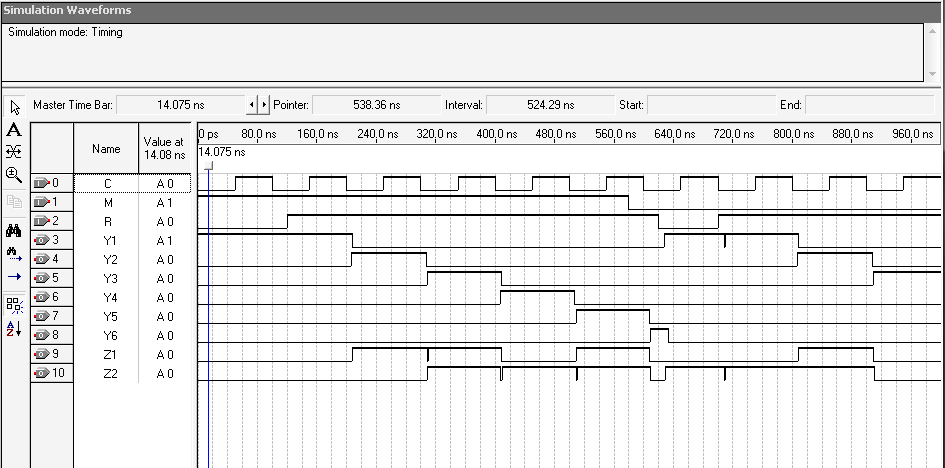 Simulation Waveforms
Simulation mode: Timing
Master Time Bar: 14.075 ns Pointer: 538.36 ns Interval: 524.29 ns Start: End:
Name Value at 14.08 ns 0 ps 80.0 ns 160.0 ns 240.0 ns 320.0 ns 400.0 ns 480.0 ns 560.0 ns 640.0 ns 720.0 ns 800.0 ns 880.0 ns 960.0 ns
14.075 ns
0 C A 0
1 M A 1
2 R A 0
3 Y1 A 1
4 Y2 A 0
5 Y3 A 0
6 Y4 A 0
7 Y5 A 0
8 Y6 A 0
9 Z1 A 0
10 Z2 A 0